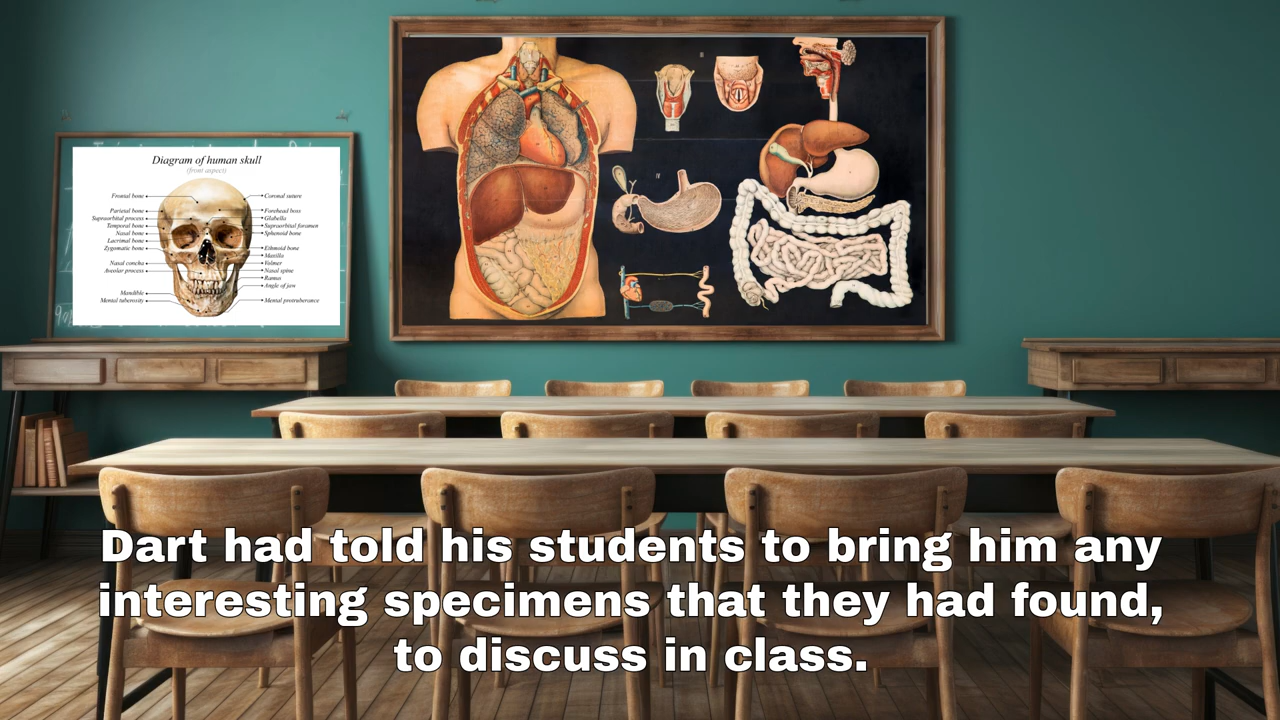 Diagram of human skull
(front aspect)
Frontal bone
Coronal suture
Parietal bone
Forehead boss
Supraorbital process
Glabella
Temporal bone
Supraorbital foramen
Nasal bone
Sphenoid bone
Lacrimal bone
Zygomatic bone
Ethmoid bone
Maxilla
Nasal concha
Volmer
Aveolar process
Nasal spine
Ramus
Angle of jaw
Mandible
Mental tuberosity
Mental protruberance
IV
Dart had told his students to bring him any
interesting specimens that they had found,
to discuss in class.